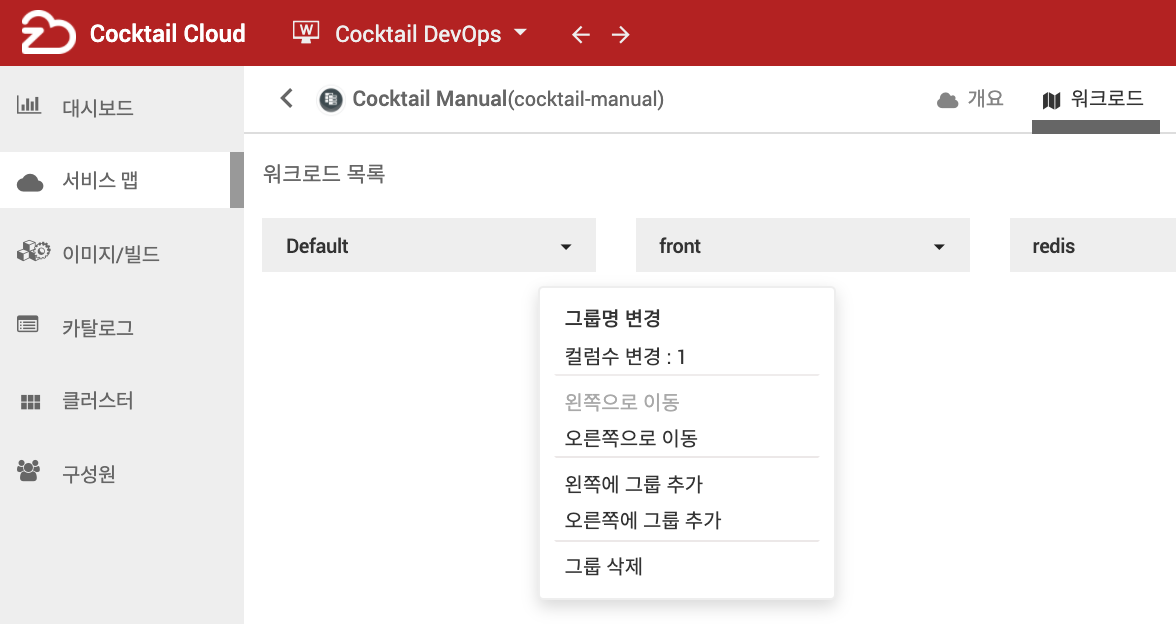 Cocktail Cloud
Cocktail DevOps
대시보드
서비스 맵
이미지/빌드
카탈로그
클러스터
구성원
Cocktail Manual(cocktail-manual)
개요
워크로드
워크로드 목록
Default
front
redis
그룹명 변경
컬럼수 변경 : 1
왼쪽으로 이동
오른쪽으로 이동
왼쪽에 그룹 추가
오른쪽에 그룹 추가
그룹 삭제